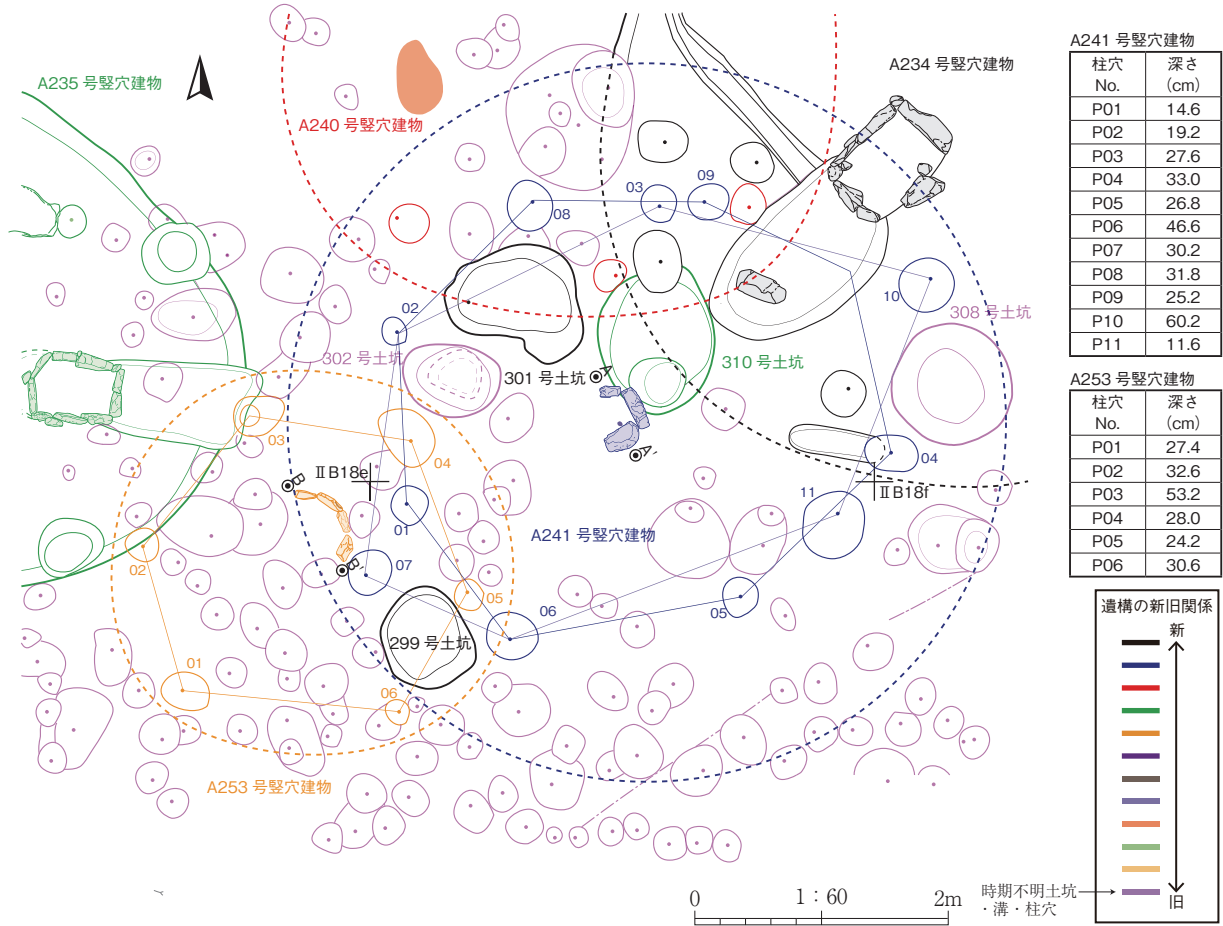 A235 号竪穴建物
A240 号竪穴建物
A234 号竪穴建物
03
09
08
02
10
302 号土坑
301 号土坑
310 号土坑
308 号土坑
A
A'
03
04
04
ⅡB18e
ⅡB18f
B
B'
01
11
A241 号竪穴建物
02
07
05
06
05
299 号土坑
01
06
A253 号竪穴建物
A241 号竪穴建物
柱穴 深さ
No. (cm)
P01 14.6
P02 19.2
P03 27.6
P04 33.0
P05 26.8
P06 46.6
P07 30.2
P08 31.8
P09 25.2
P10 60.2
P11 11.6
A253 号竪穴建物
柱穴 深さ
No. (cm)
P01 27.4
P02 32.6
P03 53.2
P04 28.0
P05 24.2
P06 30.6
遺構の新旧関係
新
旧
時期不明土坑
・溝・柱穴
0 1：60 2m